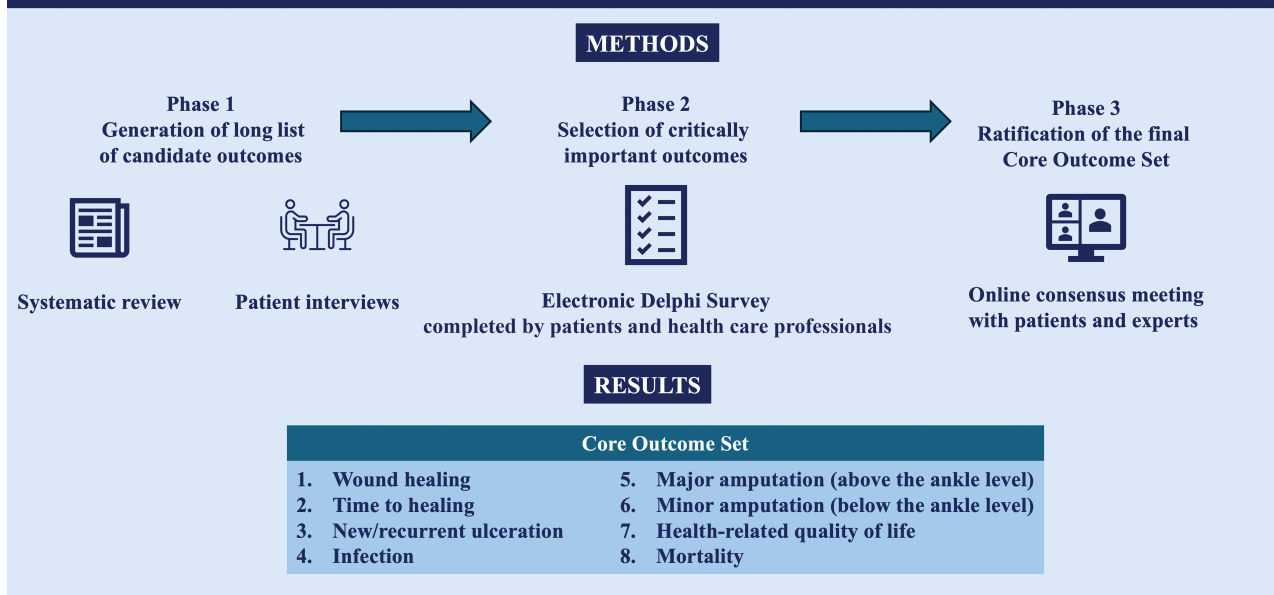 METHODS
Phase 1
Generation of long list
of candidate outcomes
Phase 2
Selection of critically
important outcomes
Phase 3
Ratification of the final
Core Outcome Set
Systematic review
Patient interviews
Electronic Delphi Survey
completed by patients and health care professionals
Online consensus meeting
with patients and experts
RESULTS
Core Outcome Set
1. Wound healing
2. Time to healing
3. New/recurrent ulceration
4. Infection
5. Major amputation (above the ankle level)
6. Minor amputation (below the ankle level)
7. Health-related quality of life
8. Mortality